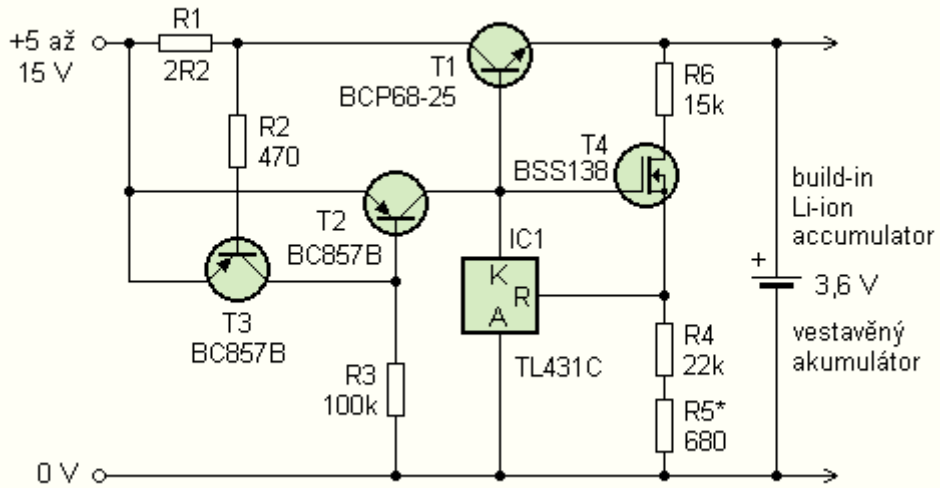 +5 až
15 V
R1
2R2
T1
BCP68-25
R6
15k
R2
470
T4
BSS138
T2
BC857B
build-in
Li-ion
accumulator
IC1
K
R
A
+
3,6 V
T3
BC857B
TL431C
R4
22k
vestavěný
akumulátor
R3
100k
R5*
680
0 V